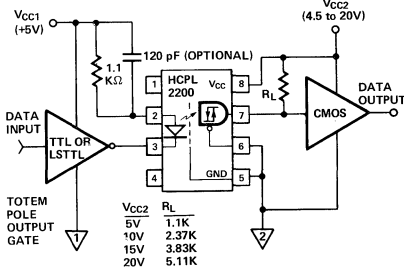 VCC1
(+5V)
VCC2
(4.5 to 20V)
120 pF (OPTIONAL)
1.1
KΩ
HCPL
2200
VCC
RL
DATA
INPUT
TTL OR
LSTTL
1
2
3
4
8
7
6
5
GND
CMOS
DATA
OUTPUT
TOTEM
POLE
OUTPUT
GATE
1
2
VCC2 RL
5V 1.1K
10V 2.37K
15V 3.83K
20V 5.11K